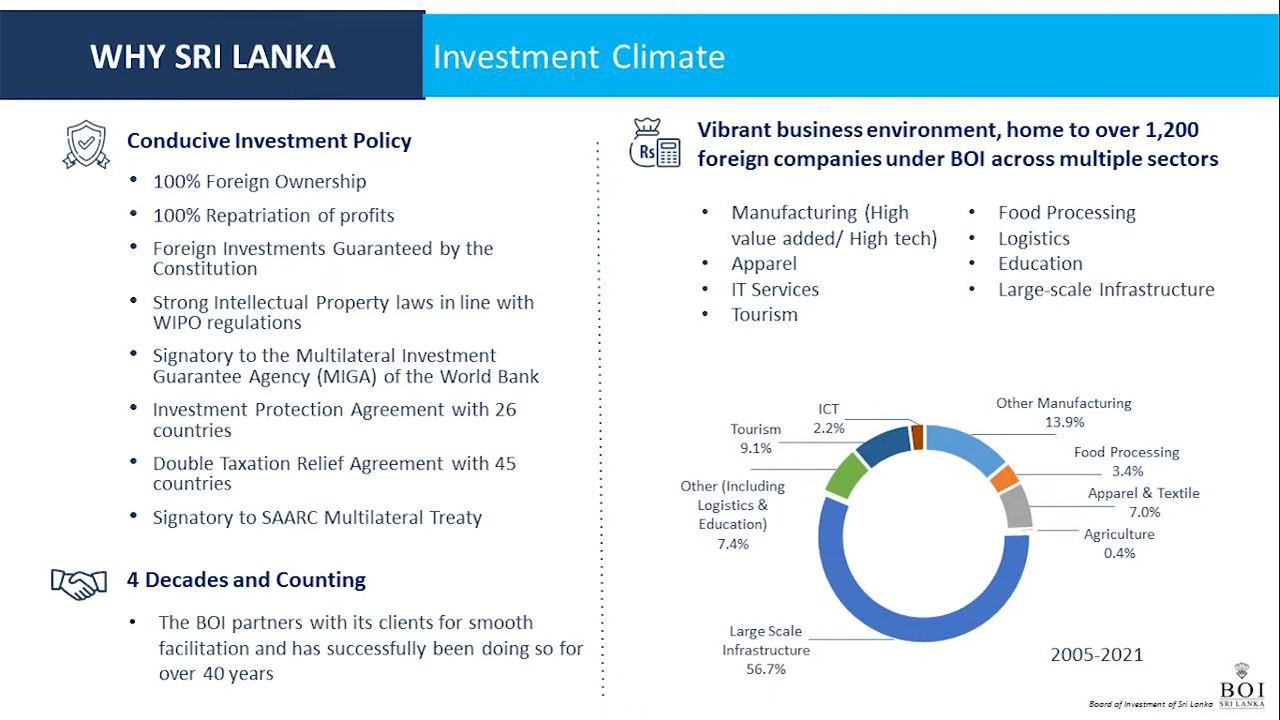 WHY SRI LANKA
Investment Climate
Conducive Investment Policy
• 100% Foreign Ownership
• 100% Repatriation of profits
• Foreign Investments Guaranteed by the
Constitution
• Strong Intellectual Property laws in line with
WIPO regulations
• Signatory to the Multilateral Investment
Guarantee Agency (MIGA) of the World Bank
• Investment Protection Agreement with 26
countries
• Double Taxation Relief Agreement with 45
countries
• Signatory to SAARC Multilateral Treaty
4 Decades and Counting
• The BOI partners with its clients for smooth
facilitation and has successfully been doing so for
over 40 years
Rs
Vibrant business environment, home to over 1,200
foreign companies under BOI across multiple sectors
• Manufacturing (High
value added/ High tech)
• Apparel
• IT Services
• Tourism
• Food Processing
• Logistics
• Education
• Large-scale Infrastructure
ICT
2.2%
Other Manufacturing
13.9%
Tourism
9.1%
Food Processing
3.4%
Other (Including
Logistics &
Education)
7.4%
Apparel & Textile
7.0%
Agriculture
0.4%
Large Scale
Infrastructure
56.7%
2005-2021
Board of Investment of Sri Lanka
BOI
SRI LANKA